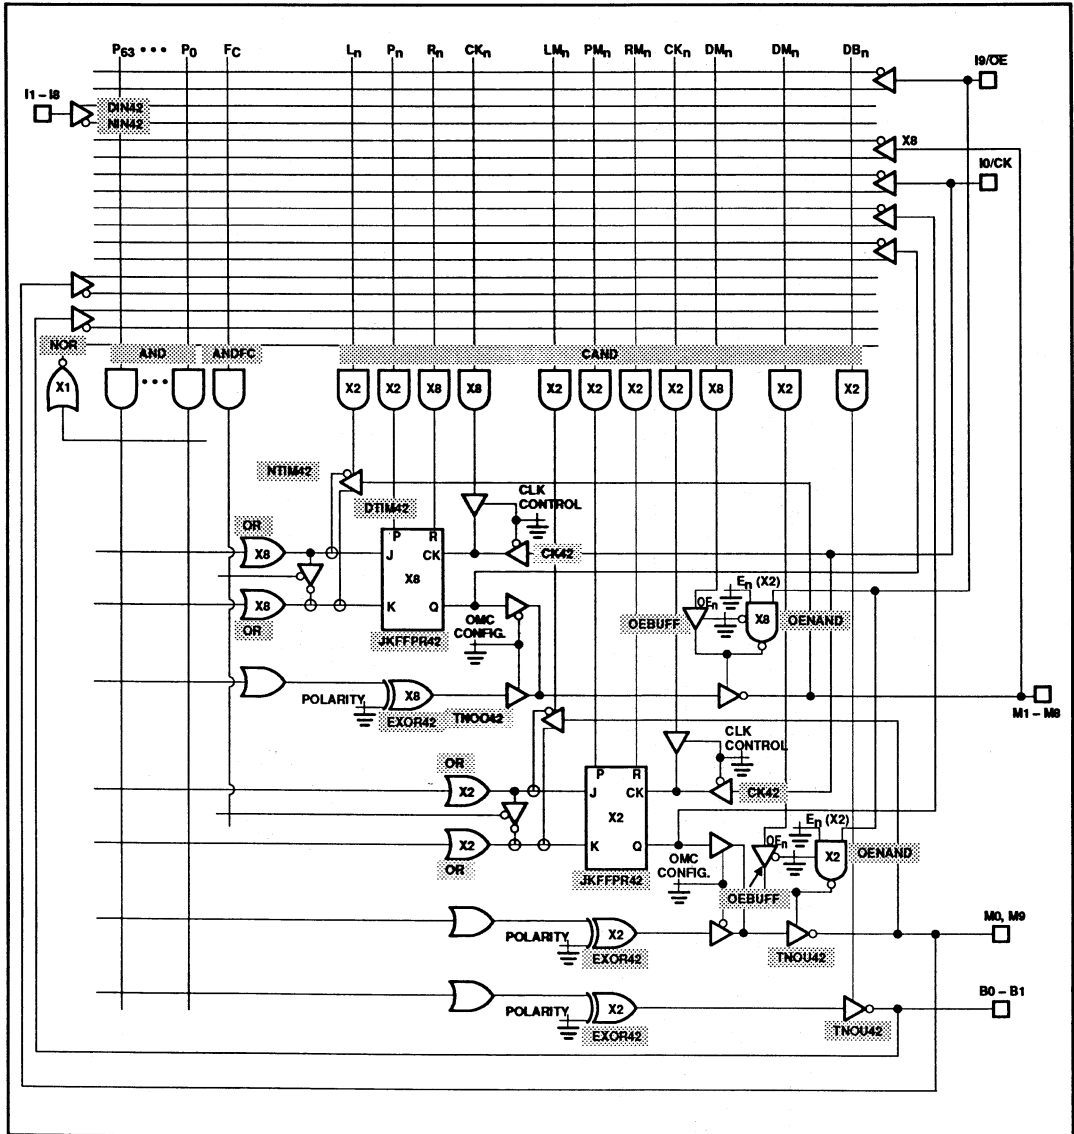 P63 ••• P0 FC Ln Pn Rn CKn LMn PMn RMn CKn DMn DMn DBn
I9/OE
I1 – I8
DIN42
NIN42
X8
I0/CK
NOR
AND
ANDFC
CAND
X1
•••
X2 X2 X8 X8 X2 X2 X2 X2 X8 X2 X2
NTIM42
DTIM42
CLK
CONTROL
OR
X8
P R
J CK
X8
K Q
CK42
X8
OR
JKFFPR42
OMC
CONFIG.
En (X2)
OEn
OEBUFF
X8
OENAND
POLARITY
X8
EXOR42
TNOO42
M1 – M8
CLK
CONTROL
OR
X2
P R
J CK
X2
K Q
CK42
X2
OR
JKFFPR42
OMC
CONFIG.
En (X2)
OEn
X2
OENAND
OEBUFF
POLARITY
X2
EXOR42
TNOU42
M0, M9
POLARITY
X2
EXOR42
TNOU42
B0 – B1